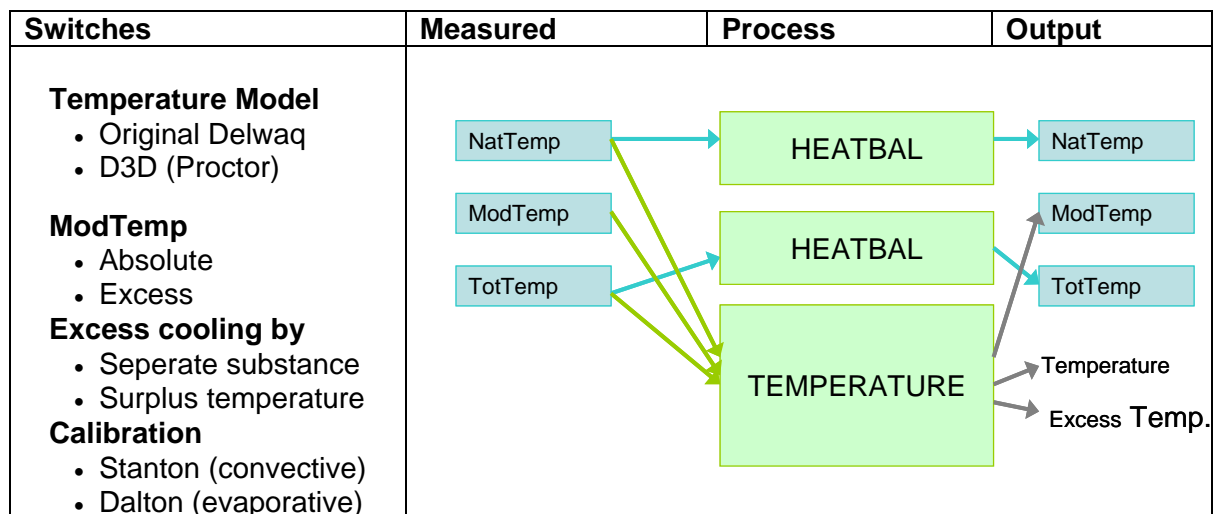 Switches
Measured
Process
Output
Temperature Model
• Original Delwaq
• D3D (Proctor)
ModTemp
• Absolute
• Excess
Excess cooling by
• Seperate substance
• Surplus temperature
Calibration
• Stanton (convective)
• Dalton (evaporative)
NatTemp
ModTemp
TotTemp
HEATBAL
HEATBAL
TEMPERATURE
NatTemp
ModTemp
TotTemp
Temperature
Excess Temp.